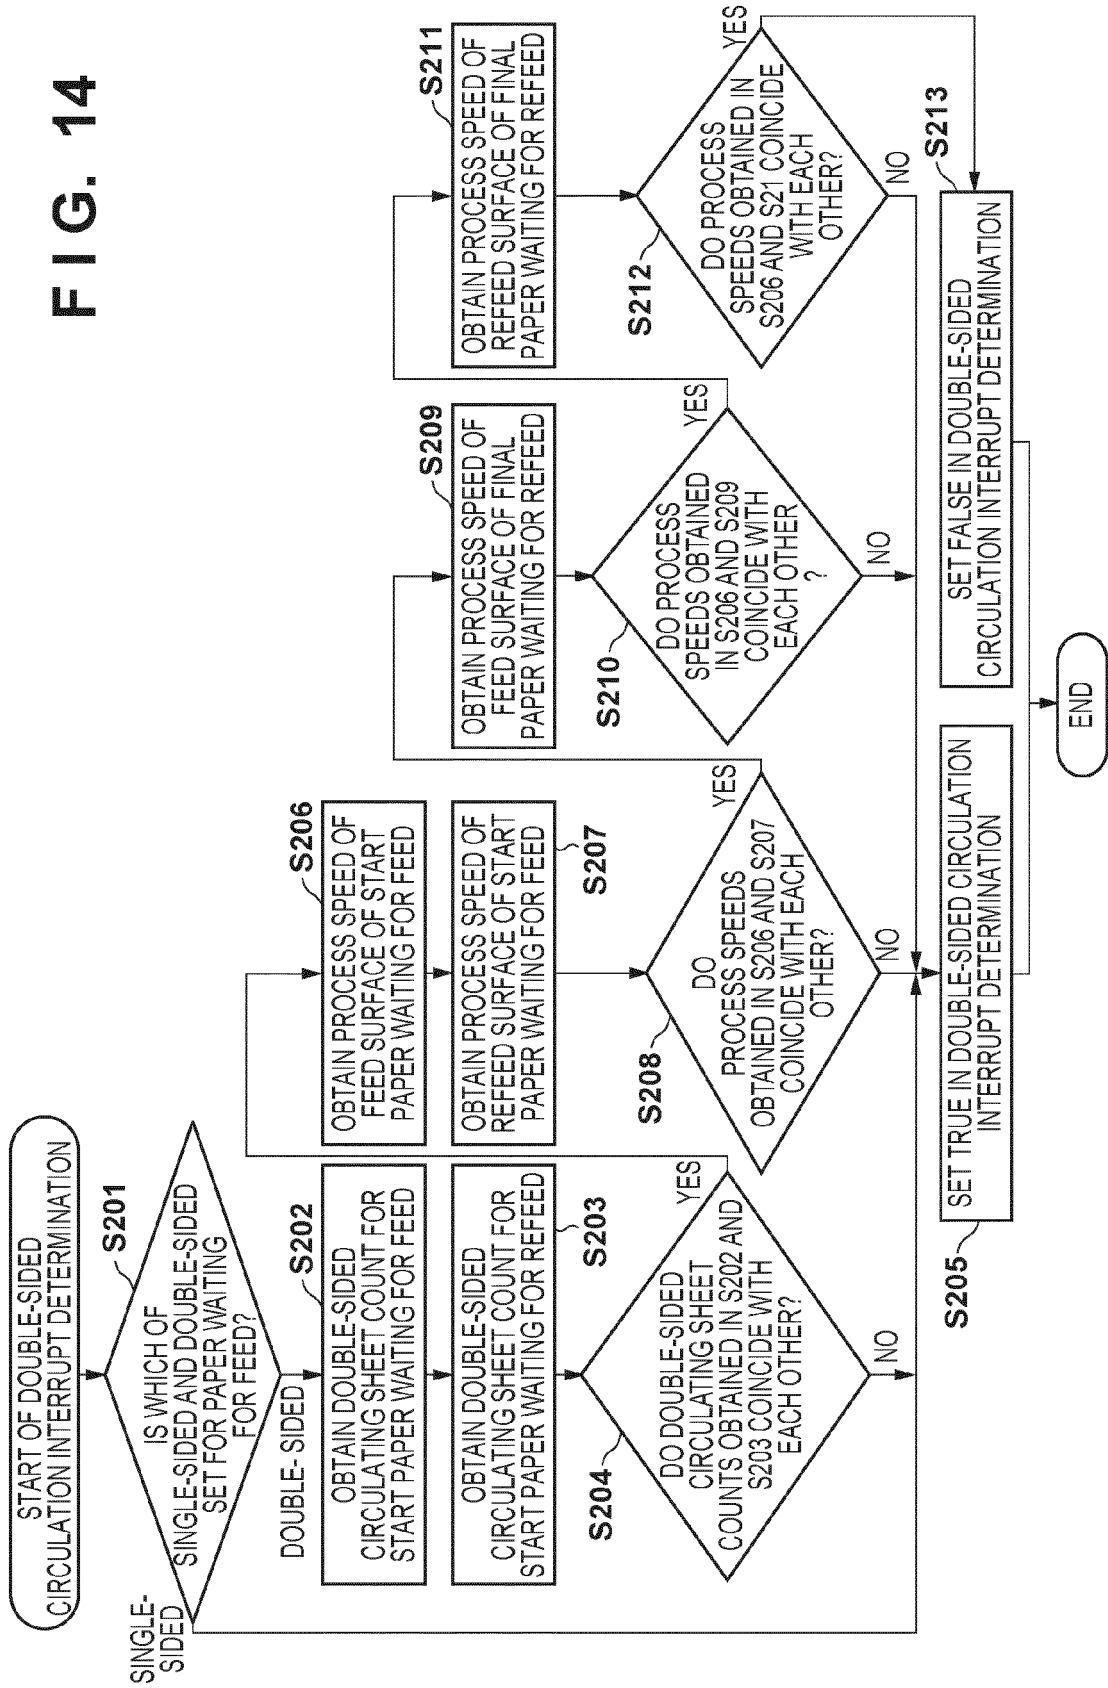 FIG. 14
START OF DOUBLE-SIDED
CIRCULATION INTERRUPT DETERMINATION
S201
IS WHICH OF
SINGLE-SIDED AND DOUBLE-SIDED
SET FOR PAPER WAITING
FOR FEED?
SINGLE-
SIDED
DOUBLE- SIDED
S202
OBTAIN DOUBLE-SIDED
CIRCULATING SHEET COUNT FOR
START PAPER WAITING FOR FEED
OBTAIN DOUBLE-SIDED
CIRCULATING SHEET COUNT FOR
START PAPER WAITING FOR REFEED
S203
S204
DO DOUBLE-SIDED
CIRCULATING SHEET
COUNTS OBTAINED IN S202 AND
S203 COINCIDE WITH
EACH OTHER?
YES
NO
S205
SET TRUE IN DOUBLE-SIDED CIRCULATION
INTERRUPT DETERMINATION
S206
OBTAIN PROCESS SPEED OF
FEED SURFACE OF START
PAPER WAITING FOR FEED
OBTAIN PROCESS SPEED OF
REFEED SURFACE OF START
PAPER WAITING FOR FEED
S207
S208
DO
PROCESS SPEEDS
OBTAINED IN S206 AND S207
COINCIDE WITH EACH
OTHER?
YES
NO
S209
OBTAIN PROCESS SPEED OF
FEED SURFACE OF FINAL
PAPER WAITING FOR REFEED
S210
DO PROCESS
SPEEDS OBTAINED
IN S206 AND S209
COINCIDE WITH
EACH OTHER
?
YES
NO
S211
OBTAIN PROCESS SPEED OF
REFEED SURFACE OF FINAL
PAPER WAITING FOR REFEED
S212
DO PROCESS
SPEEDS OBTAINED IN
S206 AND S21 COINCIDE
WITH EACH
OTHER?
YES
NO
S213
SET FALSE IN DOUBLE-SIDED
CIRCULATION INTERRUPT DETERMINATION
END